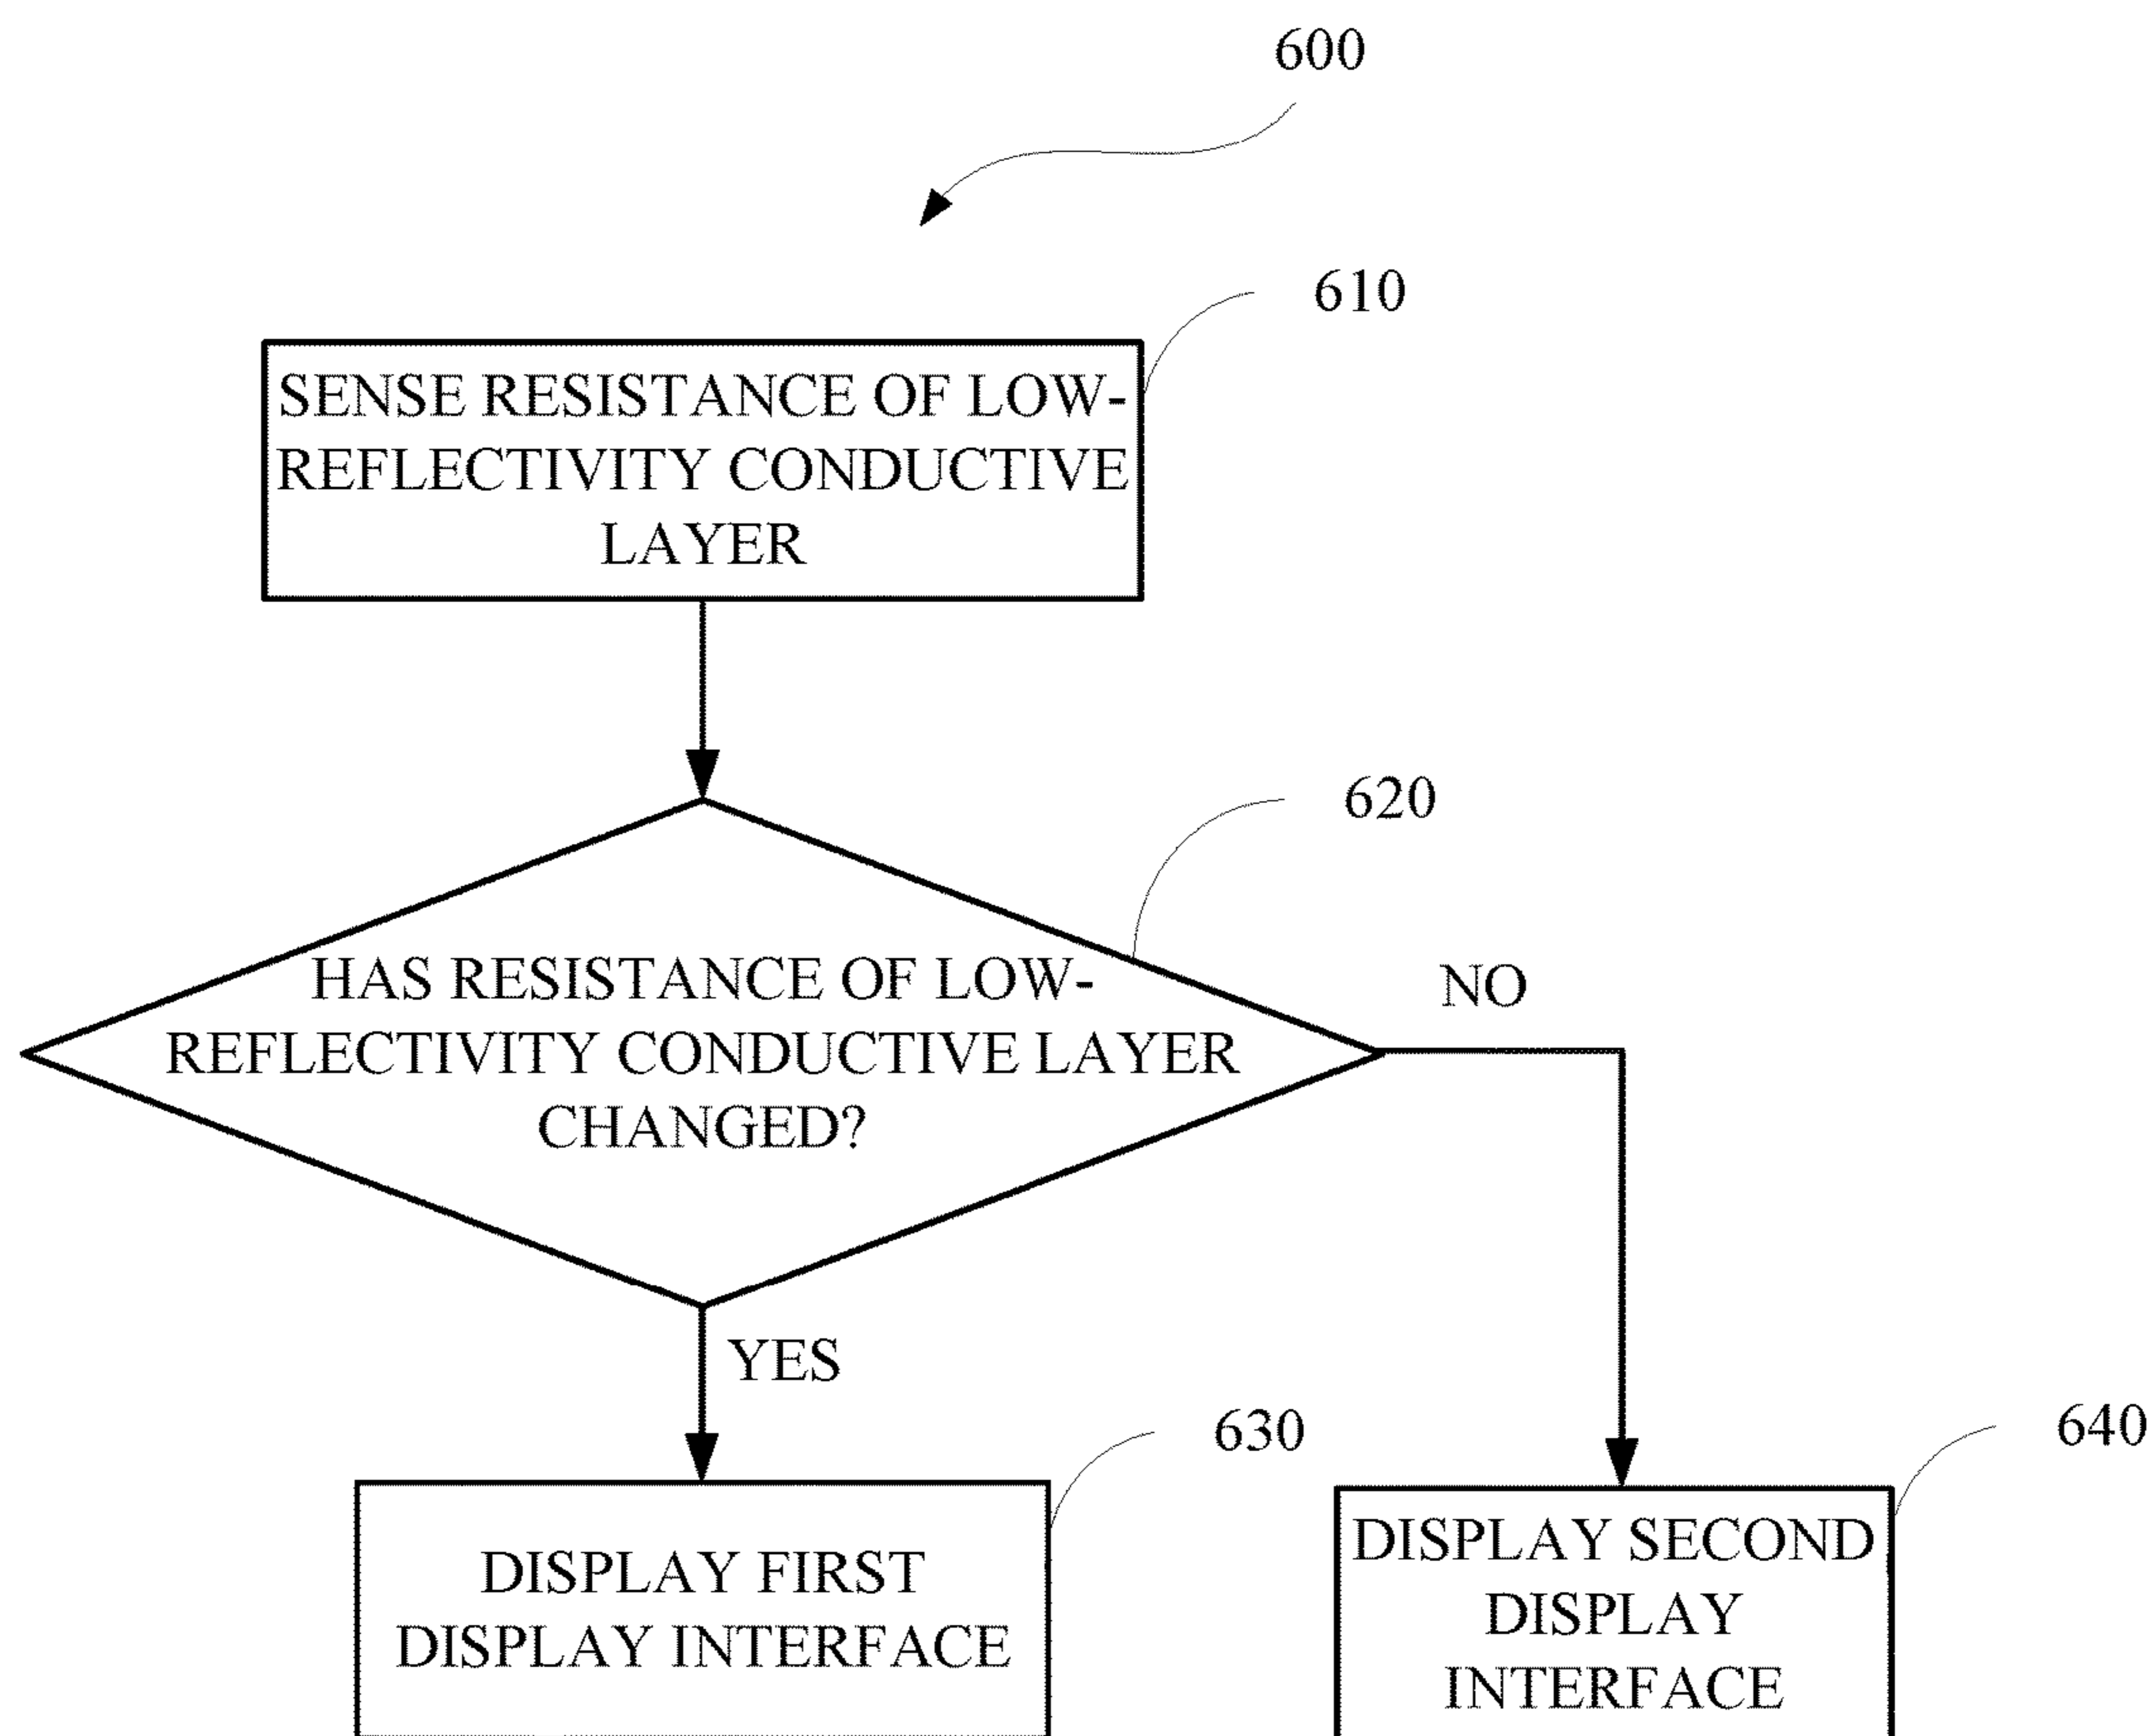 600
610
SENSE RESISTANCE OF LOW-
REFLECTIVITY CONDUCTIVE
LAYER
620
HAS RESISTANCE OF LOW-
REFLECTIVITY CONDUCTIVE LAYER
CHANGED?
NO
YES
630
640
DISPLAY FIRST
DISPLAY INTERFACE
DISPLAY SECOND
DISPLAY
INTERFACE